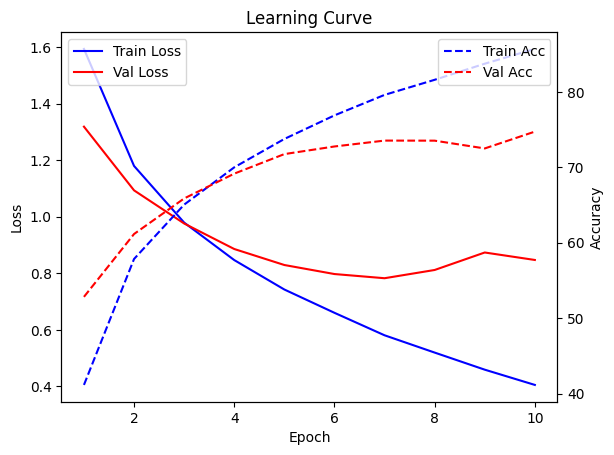 Learning Curve
Train Loss
Val Loss
Train Acc
Val Acc
1.6
1.4
1.2
1.0
0.8
0.6
0.4
Loss
80
70
60
50
40
Accuracy
2 4 6 8 10
Epoch